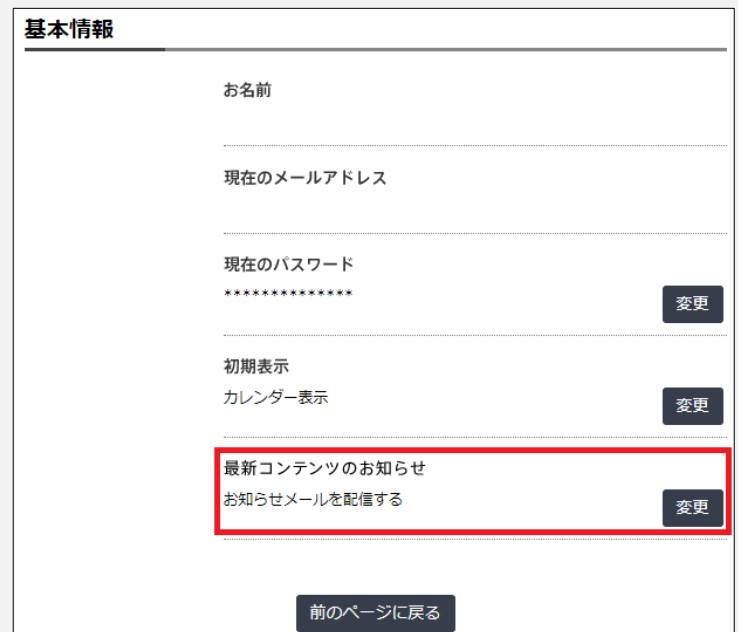 基本情報
お名前
現在のメールアドレス
現在のパスワード
**************
変更
初期表示
カレンダー表示
変更
最新コンテンツのお知らせ
お知らせメールを配信する
変更
前のページに戻る